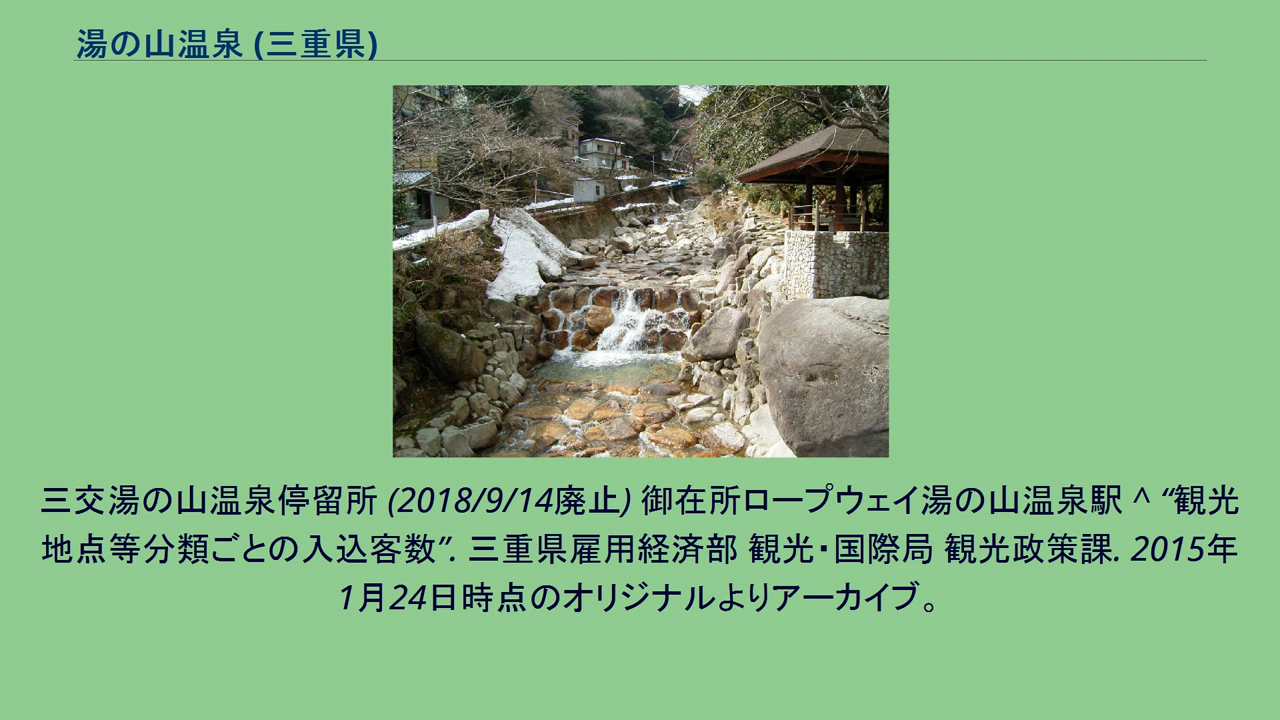 湯の山温泉 (三重県)
三交湯の山温泉停留所 (2018/9/14廃止) 御在所ロープウェイ湯の山温泉駅 ^ “観光
地点等分類ごとの入込客数”. 三重県雇用経済部 観光・国際局 観光政策課. 2015年
1月24日時点のオリジナルよりアーカイブ。